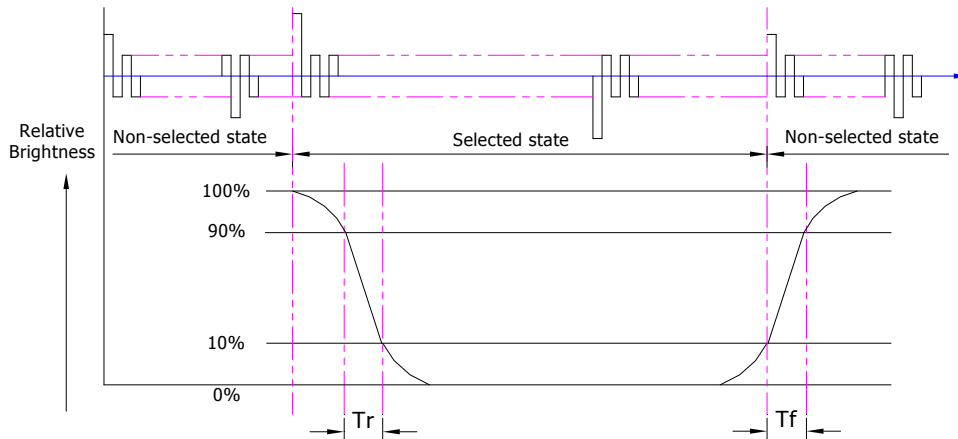 Relative
Brightness
Non-selected state
Selected state
Non-selected state
100%
90%
10%
0%
Tr
Tf